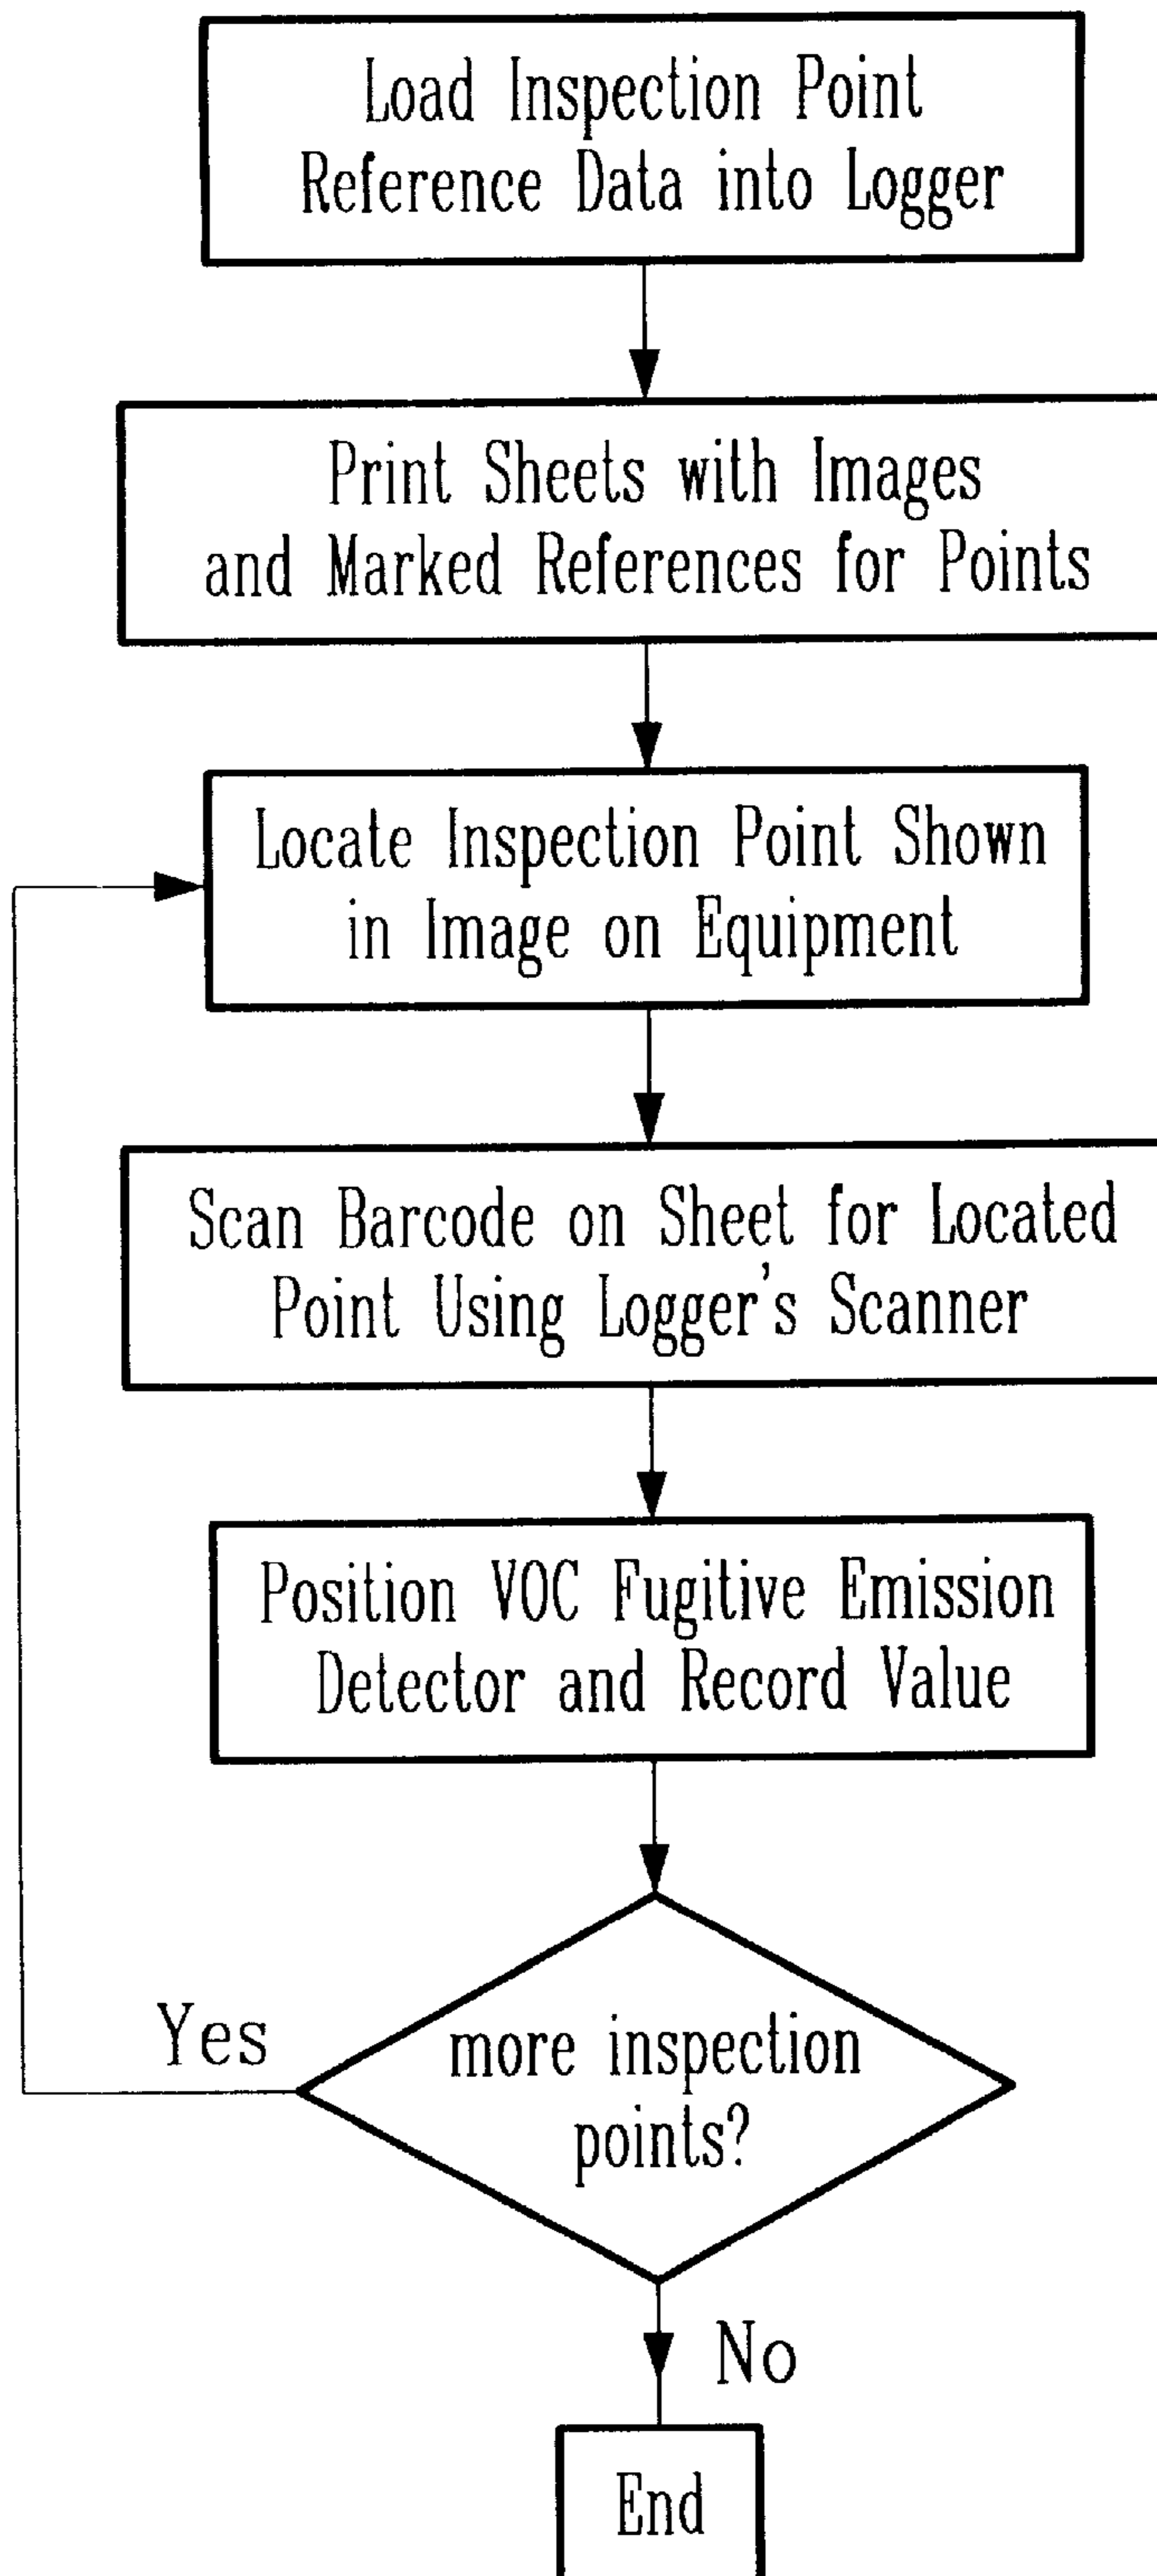 Load Inspection Point
Reference Data into Logger
Print Sheets with Images
and Marked References for Points
Locate Inspection Point Shown
in Image on Equipment
Scan Barcode on Sheet for Located
Point Using Logger's Scanner
Position VOC Fugitive Emission
Detector and Record Value
Yes
more inspection
points?
No
End